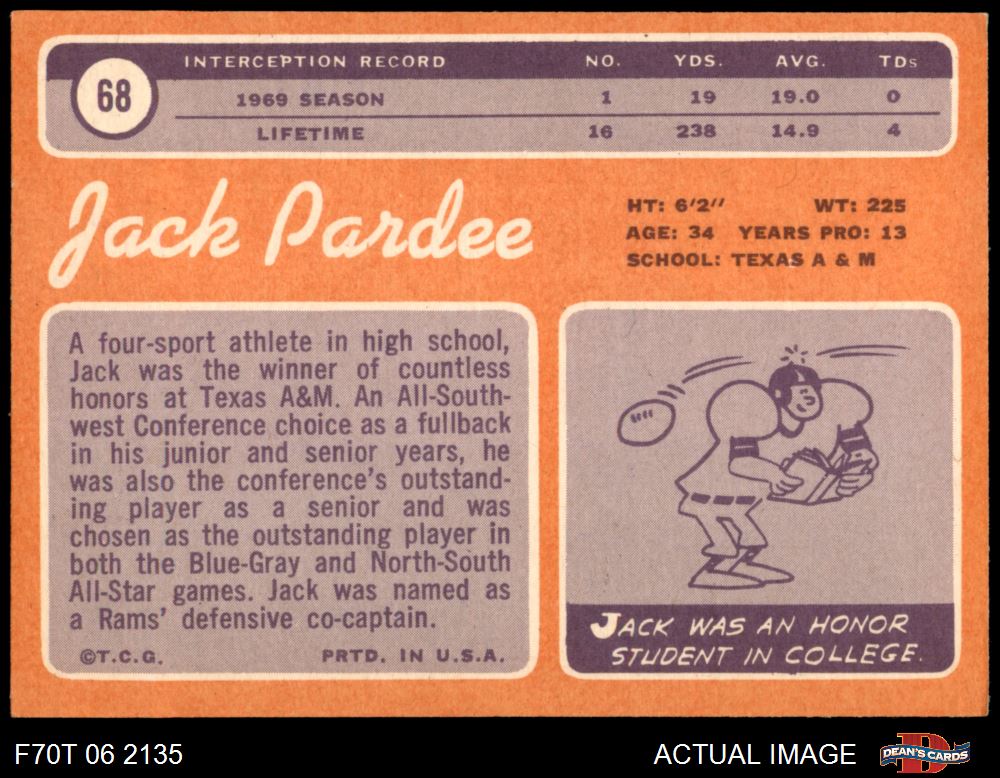 68
INTERCEPTION RECORD NO. YDS. AVG. TDs
1969 SEASON 1 19 19.0 0
LIFETIME 16 238 14.9 4
Jack Pardee
HT: 6'2" WT: 225
AGE: 34 YEARS PRO: 13
SCHOOL: TEXAS A & M
A four-sport athlete in high school,
Jack was the winner of countless
honors at Texas A&M. An All-South-
west Conference choice as a fullback
in his junior and senior years, he
was also the conference's outstand-
ing player as a senior and was
chosen as the outstanding player in
both the Blue-Gray and North-South
All-Star games. Jack was named as
a Rams' defensive co-captain.
©T.C.G. PRTD. IN U.S.A.
JACK WAS AN HONOR
STUDENT IN COLLEGE.
F70T 06 2135
ACTUAL IMAGE
DEAN'S CARDS